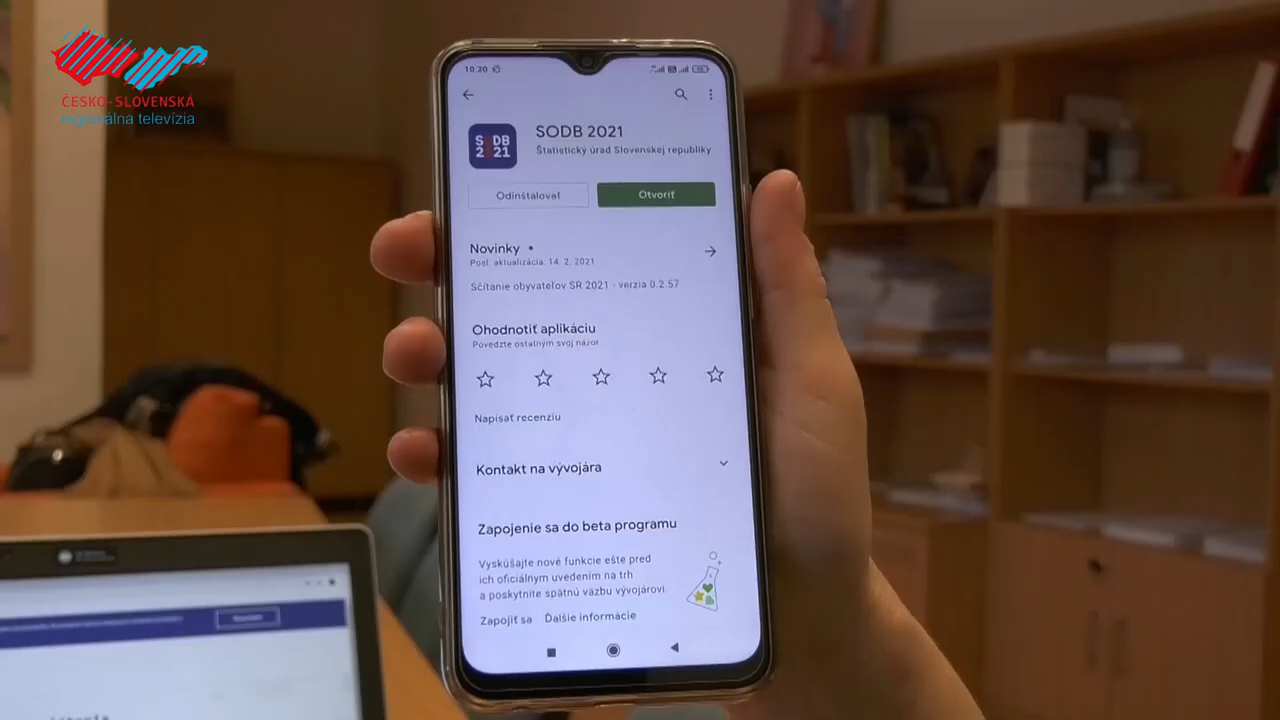 ČESKO-SLOVENSKÁ
regionálna televízia
10:20
SODB 2021
SODB
2021
Štatistický úrad Slovenskej republiky
Odinštalovať
Otvoriť
Novinky •
Posl. aktualizácia: 14. 2. 2021
Sčítanie obyvateľov SR 2021 - verzia 0.2.57
Ohodnotiť aplikáciu
Povedzte ostatným svoj názor
Napísať recenziu
Kontakt na vývojára
Zapojenie sa do beta programu
Vyskúšajte nové funkcie ešte pred
ich oficiálnym uvedením na trh
a poskytnite spätnú väzbu vývojárovi.
Zapojiť sa
Ďalšie informácie